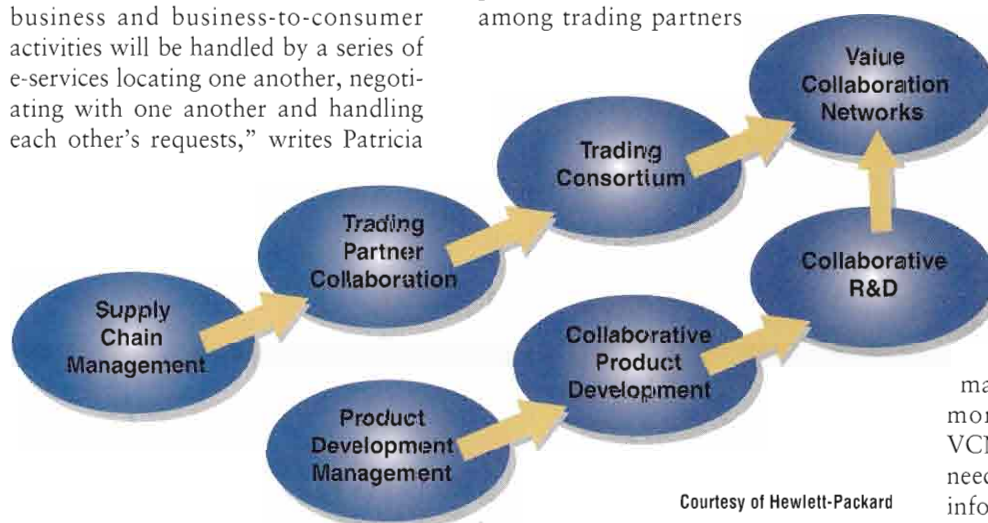 business and business-to-consumer
activities will be handled by a series of
e-services locating one another, negoti-
ating with one another and handling
each other's requests," writes Patricia
among trading partners
Value
Collaboration
Networks
Trading
Consortium
Trading
Partner
Collaboration
Supply
Chain
Management
Collaborative
R&D
Collaborative
Product
Development
Product
Development
Management
Courtesy of Hewlett-Packard